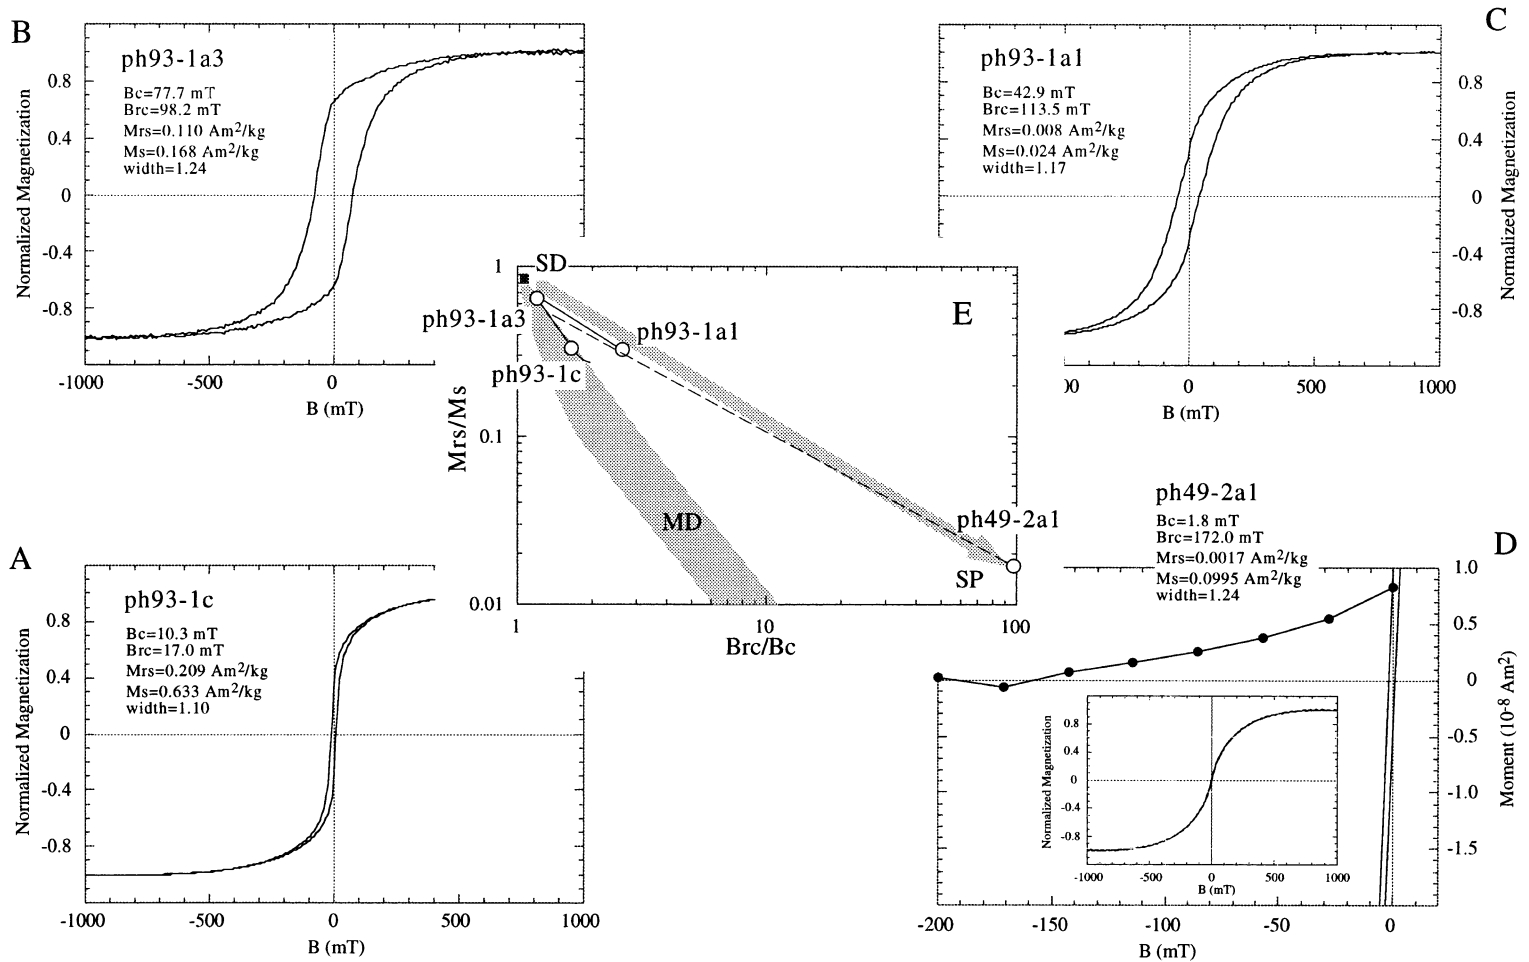 B
ph93-1a3
Bc=77.7 mT
Brc=98.2 mT
Mrs=0.110 Am2/kg
Ms=0.168 Am2/kg
width=1.24
Normalized Magnetization
0.8
0.4
0
-0.4
-0.8
-1000
-500
0
B (mT)
C
ph93-1a1
Bc=42.9 mT
Brc=113.5 mT
Mrs=0.008 Am2/kg
Ms=0.024 Am2/kg
width=1.17
0.8
0.4
0
-0.4
-0.8
Normalized Magnetization
00
0
500
1000
B (mT)
E
SD
ph93-1a3
ph93-1a1
ph93-1c
MD
ph49-2a1
SP
Mrs/Ms
1
0.1
0.01
1
10
100
Brc/Bc
A
ph93-1c
Bc=10.3 mT
Brc=17.0 mT
Mrs=0.209 Am2/kg
Ms=0.633 Am2/kg
width=1.10
Normalized Magnetization
0.8
0.4
0
-0.4
-0.8
-1000
-500
0
500
1000
B (mT)
D
ph49-2a1
Bc=1.8 mT
Brc=172.0 mT
Mrs=0.0017 Am2/kg
Ms=0.0995 Am2/kg
width=1.24
1.0
0.5
0
-0.5
-1.0
-1.5
Moment (10-8 Am2)
-200
-150
-100
-50
0
B (mT)
Normalized Magnetization
0.8
0.4
0
-0.4
-0.8
-1000
-500
0
500
1000
B (mT)